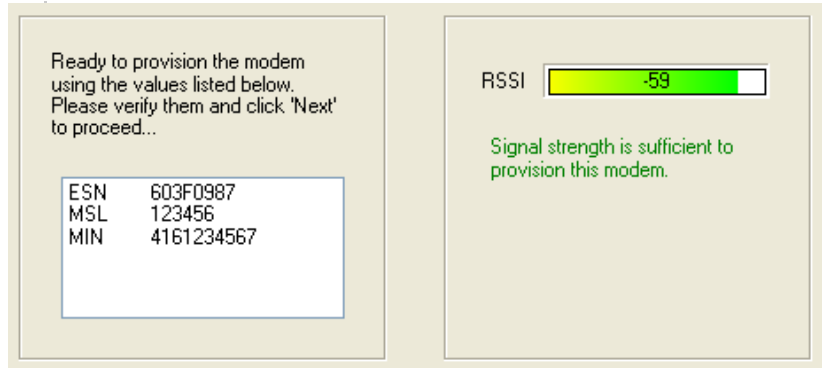 Ready to provision the modem
using the values listed below.
Please verify them and click 'Next'
to proceed...
ESN 603F0987
MSL 123456
MIN 4161234567
RSSI -59
Signal strength is sufficient to
provision this modem.